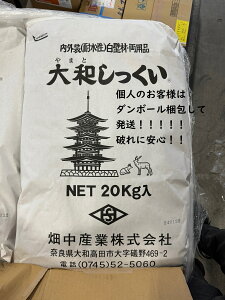 内外装(耐水性)白壁材・両用品
やまと
大和しっくい
個人のお客様は
ダンボール梱包して
発送！！！！！
破れに安心！！
NET 20Kg入
畑中産業株式会社
奈良県大和高田市大字礒野469-2
電話(0745)52-5060